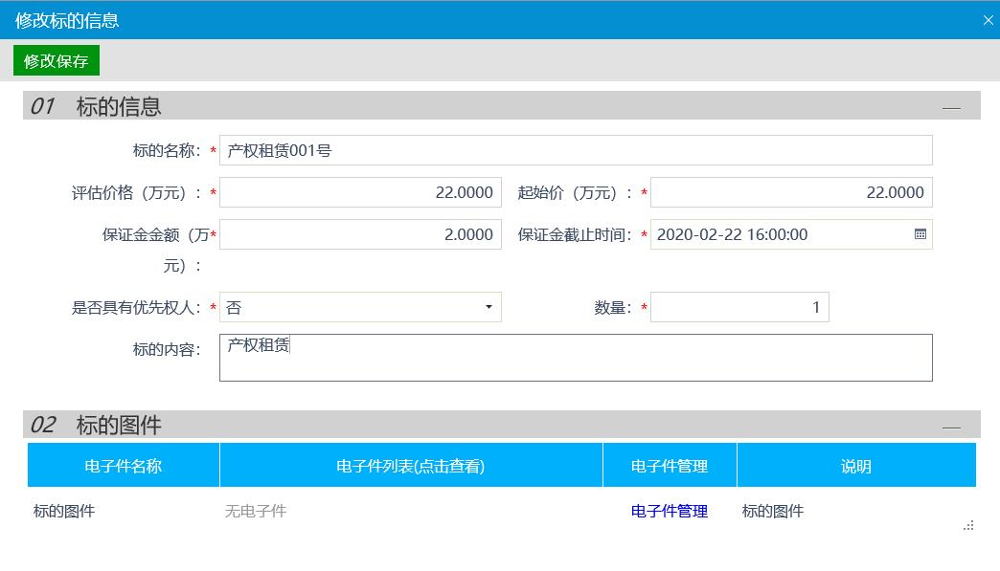 修改标的信息
修改保存
01 标的信息
标的名称：* 产权租赁001号
评估价格（万元）：* 22.0000 起始价（万元）：* 22.0000
保证金金额（万* 2.0000 保证金截止时间：* 2020-02-22 16:00:00
元）：
是否具有优先权人：* 否 数量：* 1
标的内容： 产权租赁
02 标的图件
电子件名称 电子件列表(点击查看) 电子件管理 说明
标的图件 无电子件 电子件管理 标的图件